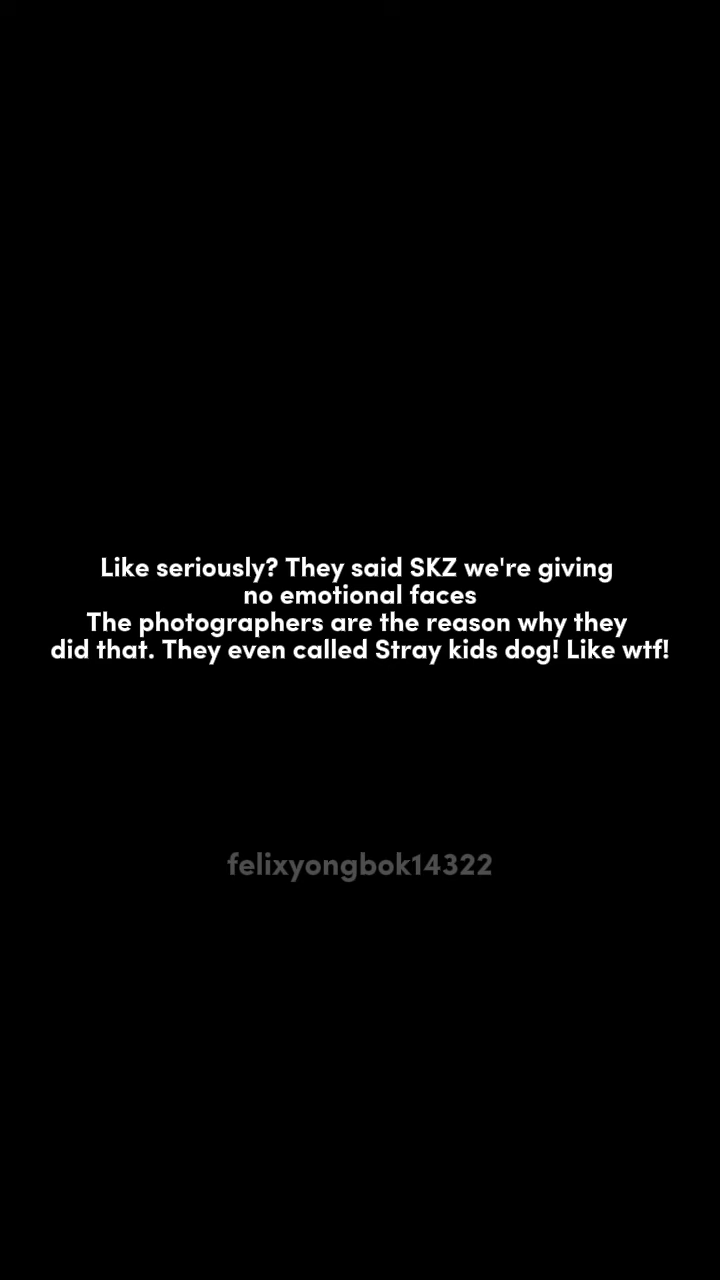 Like seriously? They said SKZ we're giving
no emotional faces
The photographers are the reason why they
did that. They even called Stray kids dog! Like wtf!
felixyongbok14322